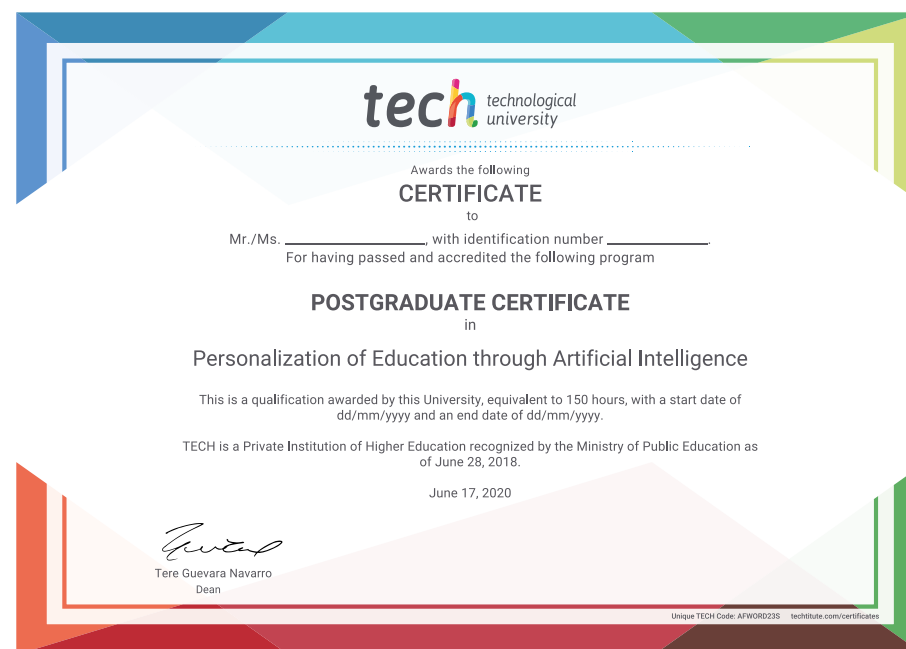 tech technological
university
Awards the following
CERTIFICATE
to
Mr./Ms. ____________________, with identification number ______________.
For having passed and accredited the following program
POSTGRADUATE CERTIFICATE
in
Personalization of Education through Artificial Intelligence
This is a qualification awarded by this University, equivalent to 150 hours, with a start date of
dd/mm/yyyy and an end date of dd/mm/yyyy.
TECH is a Private Institution of Higher Education recognized by the Ministry of Public Education as
of June 28, 2018.
June 17, 2020
Tere Guevara Navarro
Dean
Unique TECH Code: AFWORD23S techtitute.com/certificates